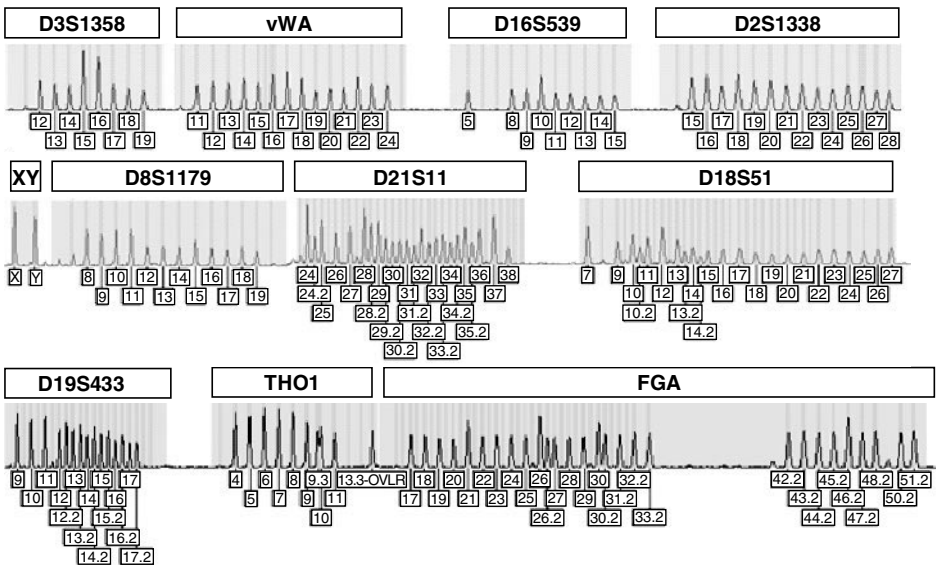 D3S1358 vWA D16S539 D2S1338
12 14 16 18 11 13 15 17 19 21 23 5 8 10 12 14 15 17 19 21 23 25 27
13 15 17 19 12 14 16 18 20 22 24 9 11 13 15 16 18 20 22 24 26 28
XY D8S1179 D21S11 D18S51
X Y 8 10 12 14 16 18 24 26 28 30 32 34 36 38 7 9 11 13 15 17 19 21 23 25 27
9 11 13 15 17 19 24.2 27 29 31 33 35 37 10 12 14 16 18 20 22 24 26
25 28.2 31.2 34.2 10.2 13.2
29.2 32.2 35.2 14.2
30.2 33.2
D19S433 THO1 FGA
9 11 13 15 17 4 6 8 9.3 13.3-OVLR 18 20 22 24 26 28 30 32.2 42.2 45.2 48.2 51.2
10 12 14 16 5 7 9 11 17 19 21 23 25 27 29 31.2 43.2 46.2 50.2
12.2 15.2 10 26.2 30.2 33.2 44.2 47.2
13.2 16.2
14.2 17.2